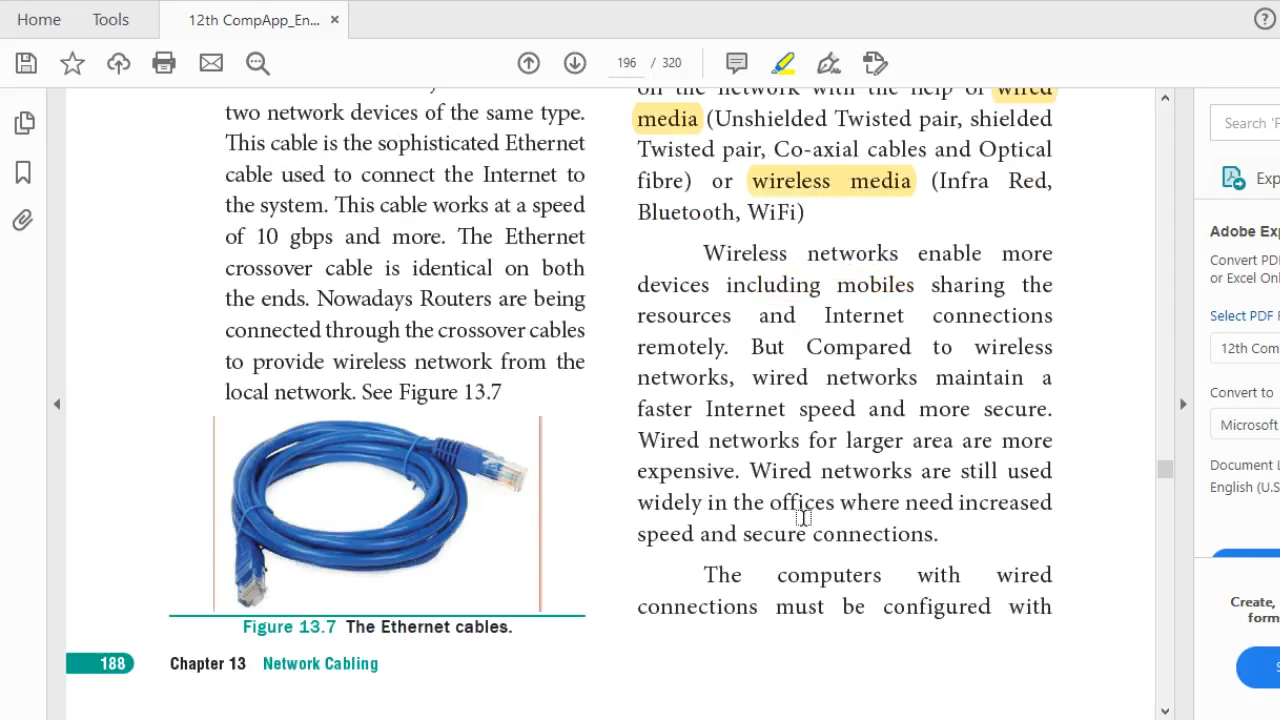 Home
Tools
12th CompApp_En... ×
196 / 320
two network devices of the same type.
This cable is the sophisticated Ethernet
cable used to connect the Internet to
the system. This cable works at a speed
of 10 gbps and more. The Ethernet
crossover cable is identical on both
the ends. Nowadays Routers are being
connected through the crossover cables
to provide wireless network from the
local network. See Figure 13.7
Figure 13.7 The Ethernet cables.
188 Chapter 13 Network Cabling
on the network with the help of wired
media (Unshielded Twisted pair, shielded
Twisted pair, Co-axial cables and Optical
fibre) or wireless media (Infra Red,
Bluetooth, WiFi)
Wireless networks enable more
devices including mobiles sharing the
resources and Internet connections
remotely. But Compared to wireless
networks, wired networks maintain a
faster Internet speed and more secure.
Wired networks for larger area are more
expensive. Wired networks are still used
widely in the offices where need increased
speed and secure connections.
The computers with wired
connections must be configured with
Search 'F
Exp
Adobe Exp
Convert PD
or Excel Onl
Select PDF F
12th Com
Convert to
Microsoft
Document L
English (U.S
Create,
form